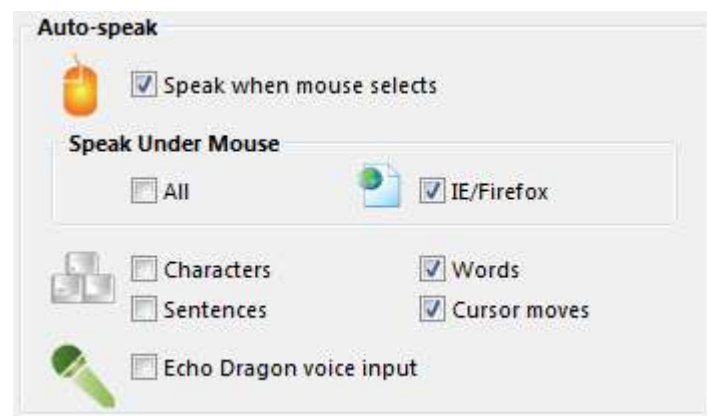 Auto-speak
Speak when mouse selects
Speak Under Mouse
All IE/Firefox
Characters Words
Sentences Cursor moves
Echo Dragon voice input